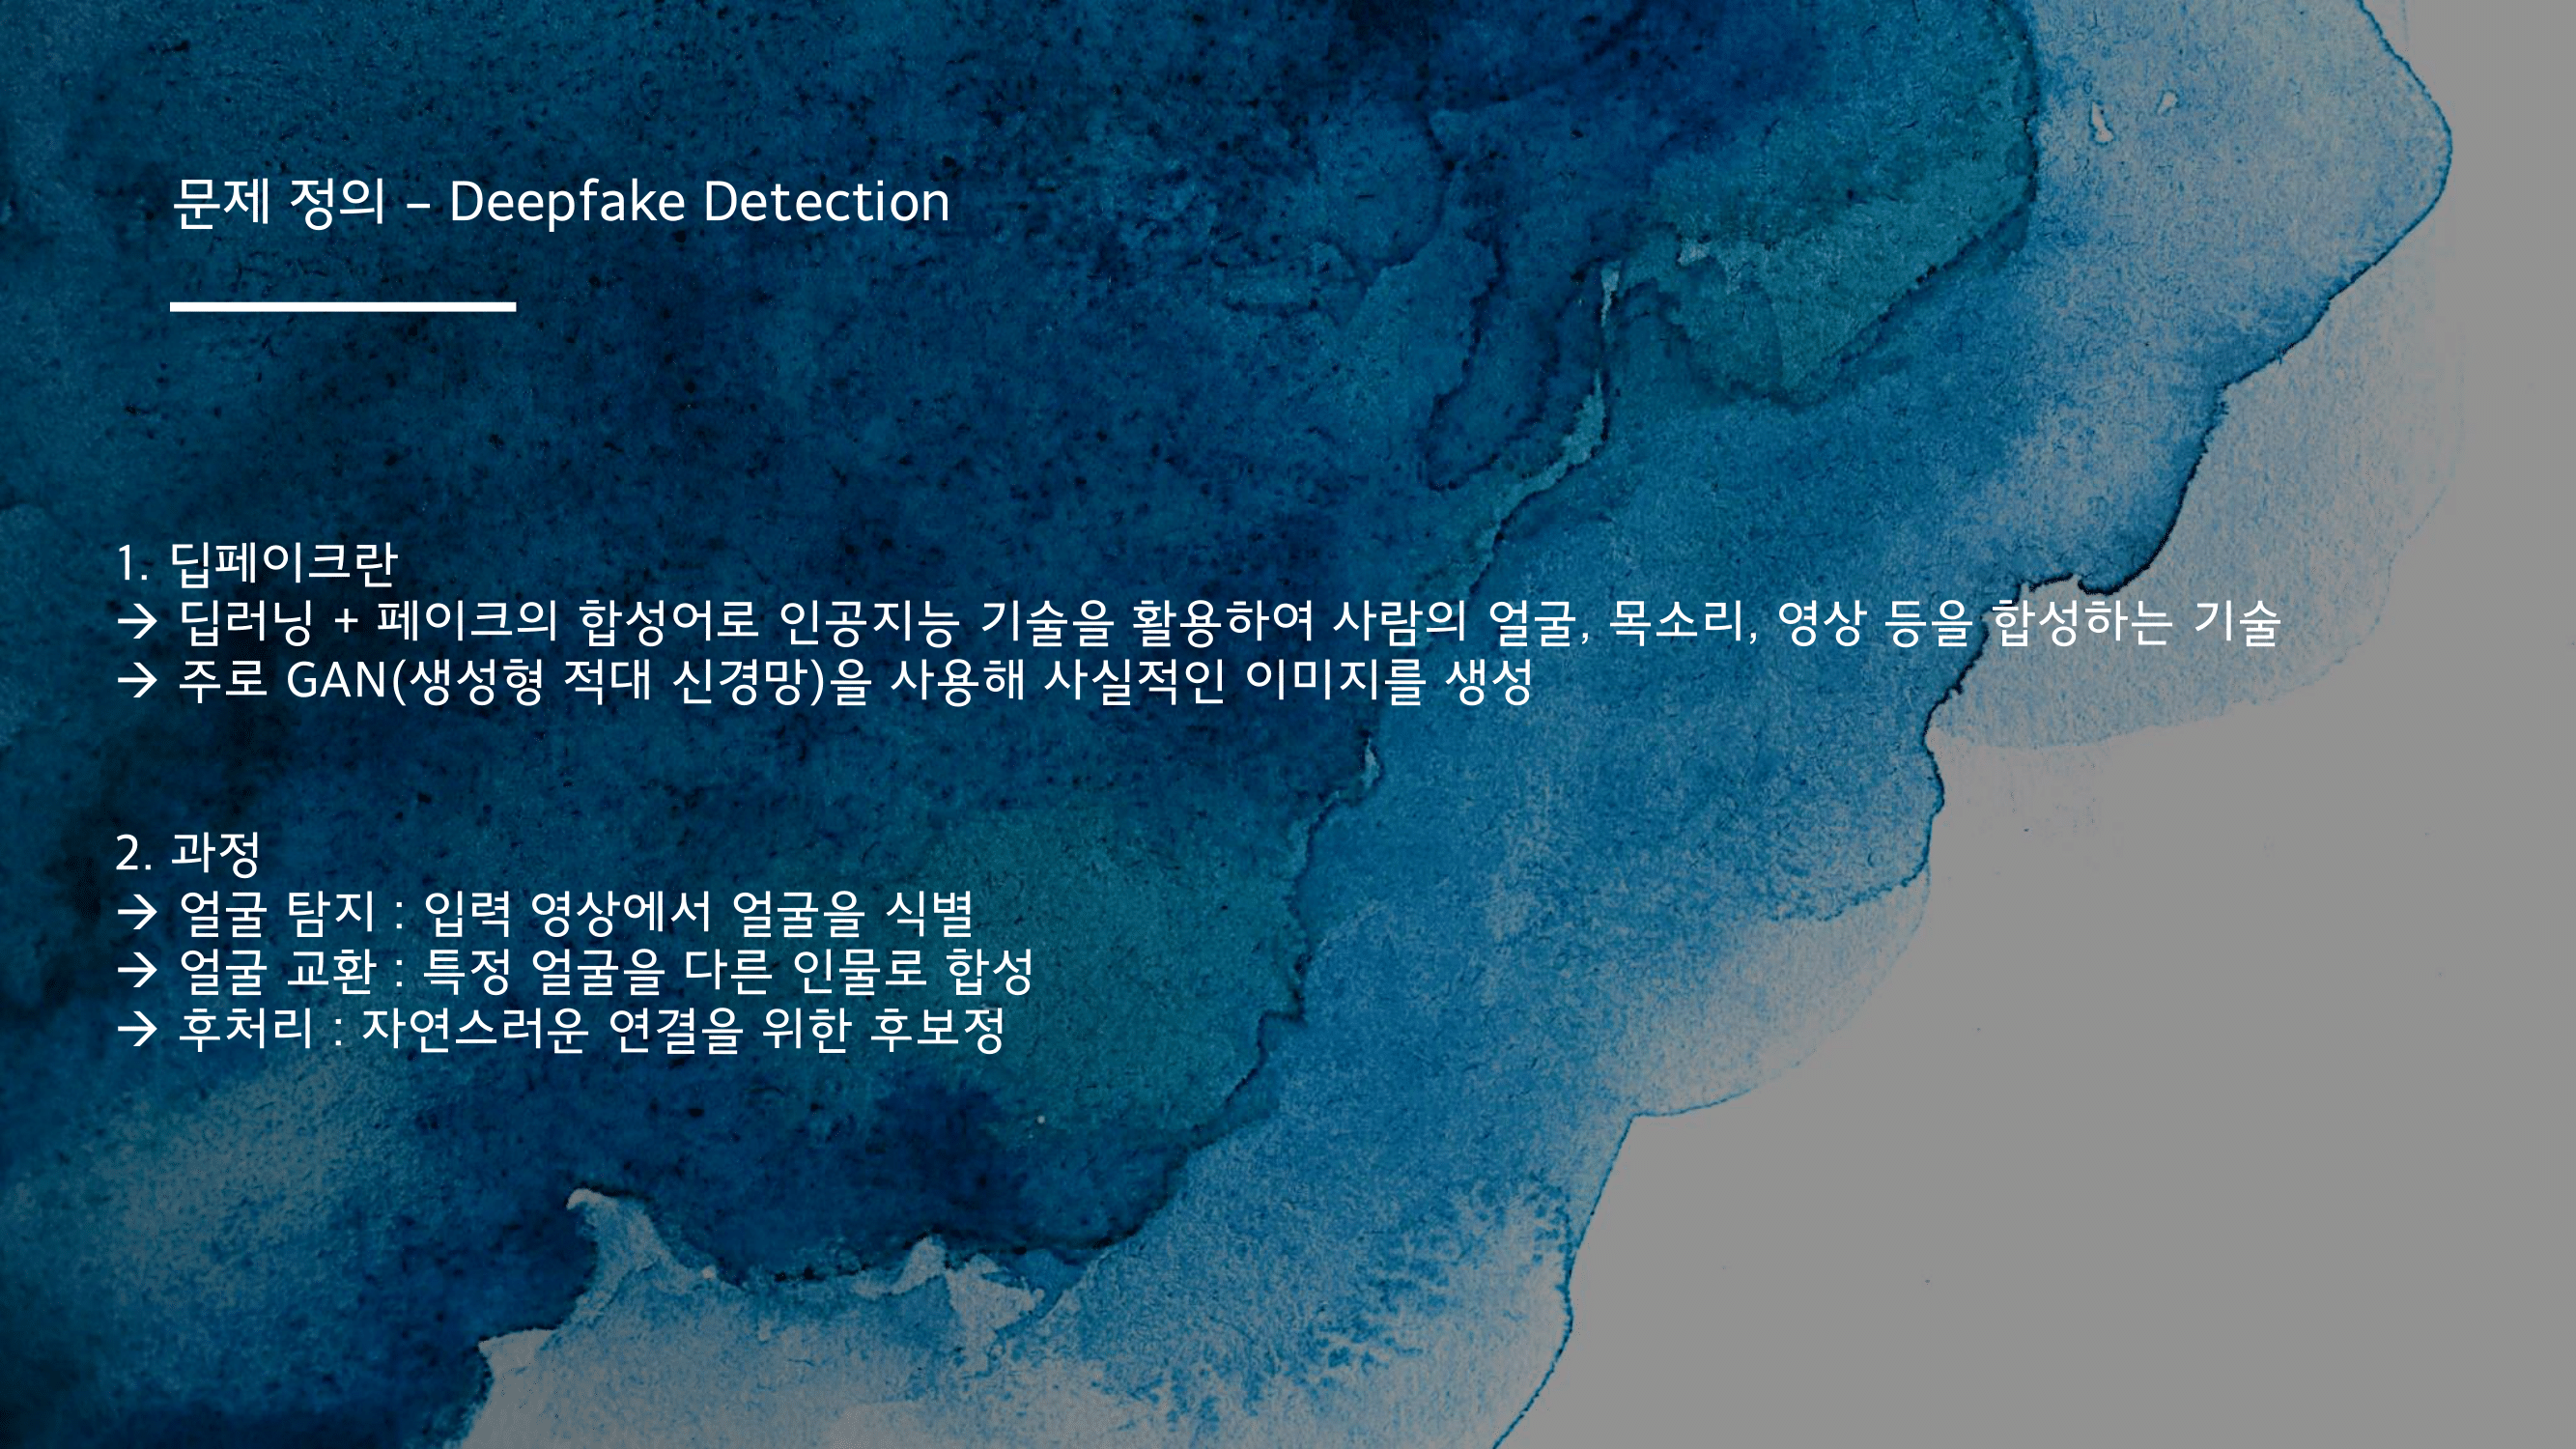 문제 정의 – Deepfake Detection
1. 딥페이크란
→ 딥러닝 + 페이크의 합성어로 인공지능 기술을 활용하여 사람의 얼굴, 목소리, 영상 등을 합성하는 기술
→ 주로 GAN(생성형 적대 신경망)을 사용해 사실적인 이미지를 생성
2. 과정
→ 얼굴 탐지 : 입력 영상에서 얼굴을 식별
→ 얼굴 교환 : 특정 얼굴을 다른 인물로 합성
→ 후처리 : 자연스러운 연결을 위한 후보정